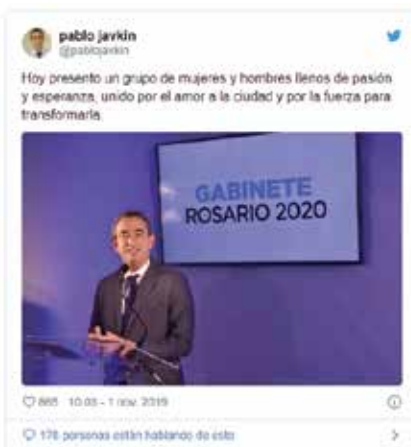 pablo javkin
@pablojavkin
Hoy presento un grupo de mujeres y hombres llenos de pasión
y esperanza, unido por el amor a la ciudad y por la fuerza para
transformarla
GABINETE
ROSARIO 2020
865 10:03 - 1 nov. 2019
176 personas están hablando de esto